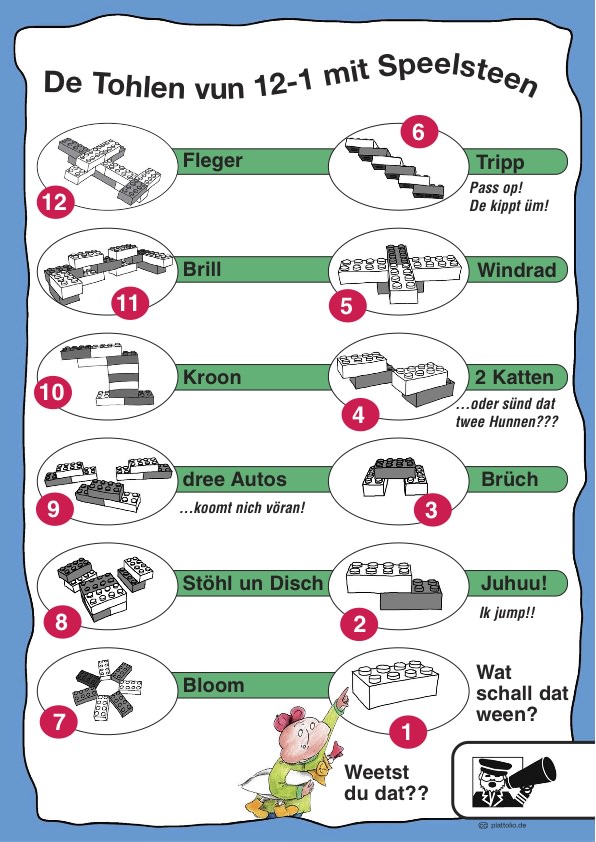 De Tohlen vun 12-1 mit Speelsteen
12
Fleger
11
Brill
10
Kroon
9
dree Autos
...koomt nich vöran!
8
Stöhl un Disch
7
Bloom
6
Tripp
Pass op!
De kippt üm!
5
Windrad
4
2 Katten
...oder sünd dat
twee Hunnen???
3
Brüch
2
Juhuu!
Ik jump!!
1
Wat
schall dat
ween?
Weetst
du dat??
plattolio.de